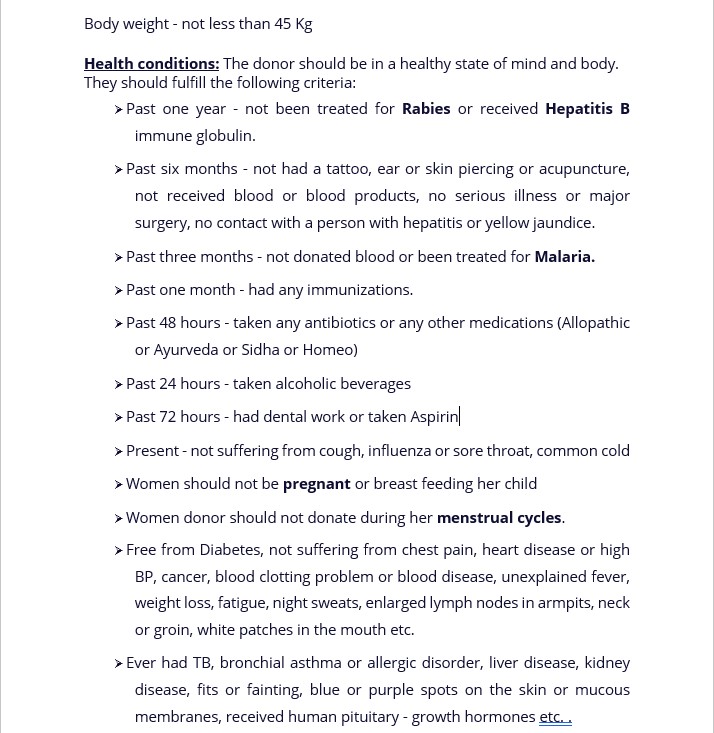 Body weight - not less than 45 Kg
Health conditions: The donor should be in a healthy state of mind and body.
They should fulfill the following criteria:
➢ Past one year - not been treated for Rabies or received Hepatitis B
immune globulin.
➢ Past six months - not had a tattoo, ear or skin piercing or acupuncture,
not received blood or blood products, no serious illness or major
surgery, no contact with a person with hepatitis or yellow jaundice.
➢ Past three months - not donated blood or been treated for Malaria.
➢ Past one month - had any immunizations.
➢ Past 48 hours - taken any antibiotics or any other medications (Allopathic
or Ayurveda or Sidha or Homeo)
➢ Past 24 hours - taken alcoholic beverages
➢ Past 72 hours - had dental work or taken Aspirin
➢ Present - not suffering from cough, influenza or sore throat, common cold
➢ Women should not be pregnant or breast feeding her child
➢ Women donor should not donate during her menstrual cycles.
➢ Free from Diabetes, not suffering from chest pain, heart disease or high
BP, cancer, blood clotting problem or blood disease, unexplained fever,
weight loss, fatigue, night sweats, enlarged lymph nodes in armpits, neck
or groin, white patches in the mouth etc.
➢ Ever had TB, bronchial asthma or allergic disorder, liver disease, kidney
disease, fits or fainting, blue or purple spots on the skin or mucous
membranes, received human pituitary - growth hormones etc. .